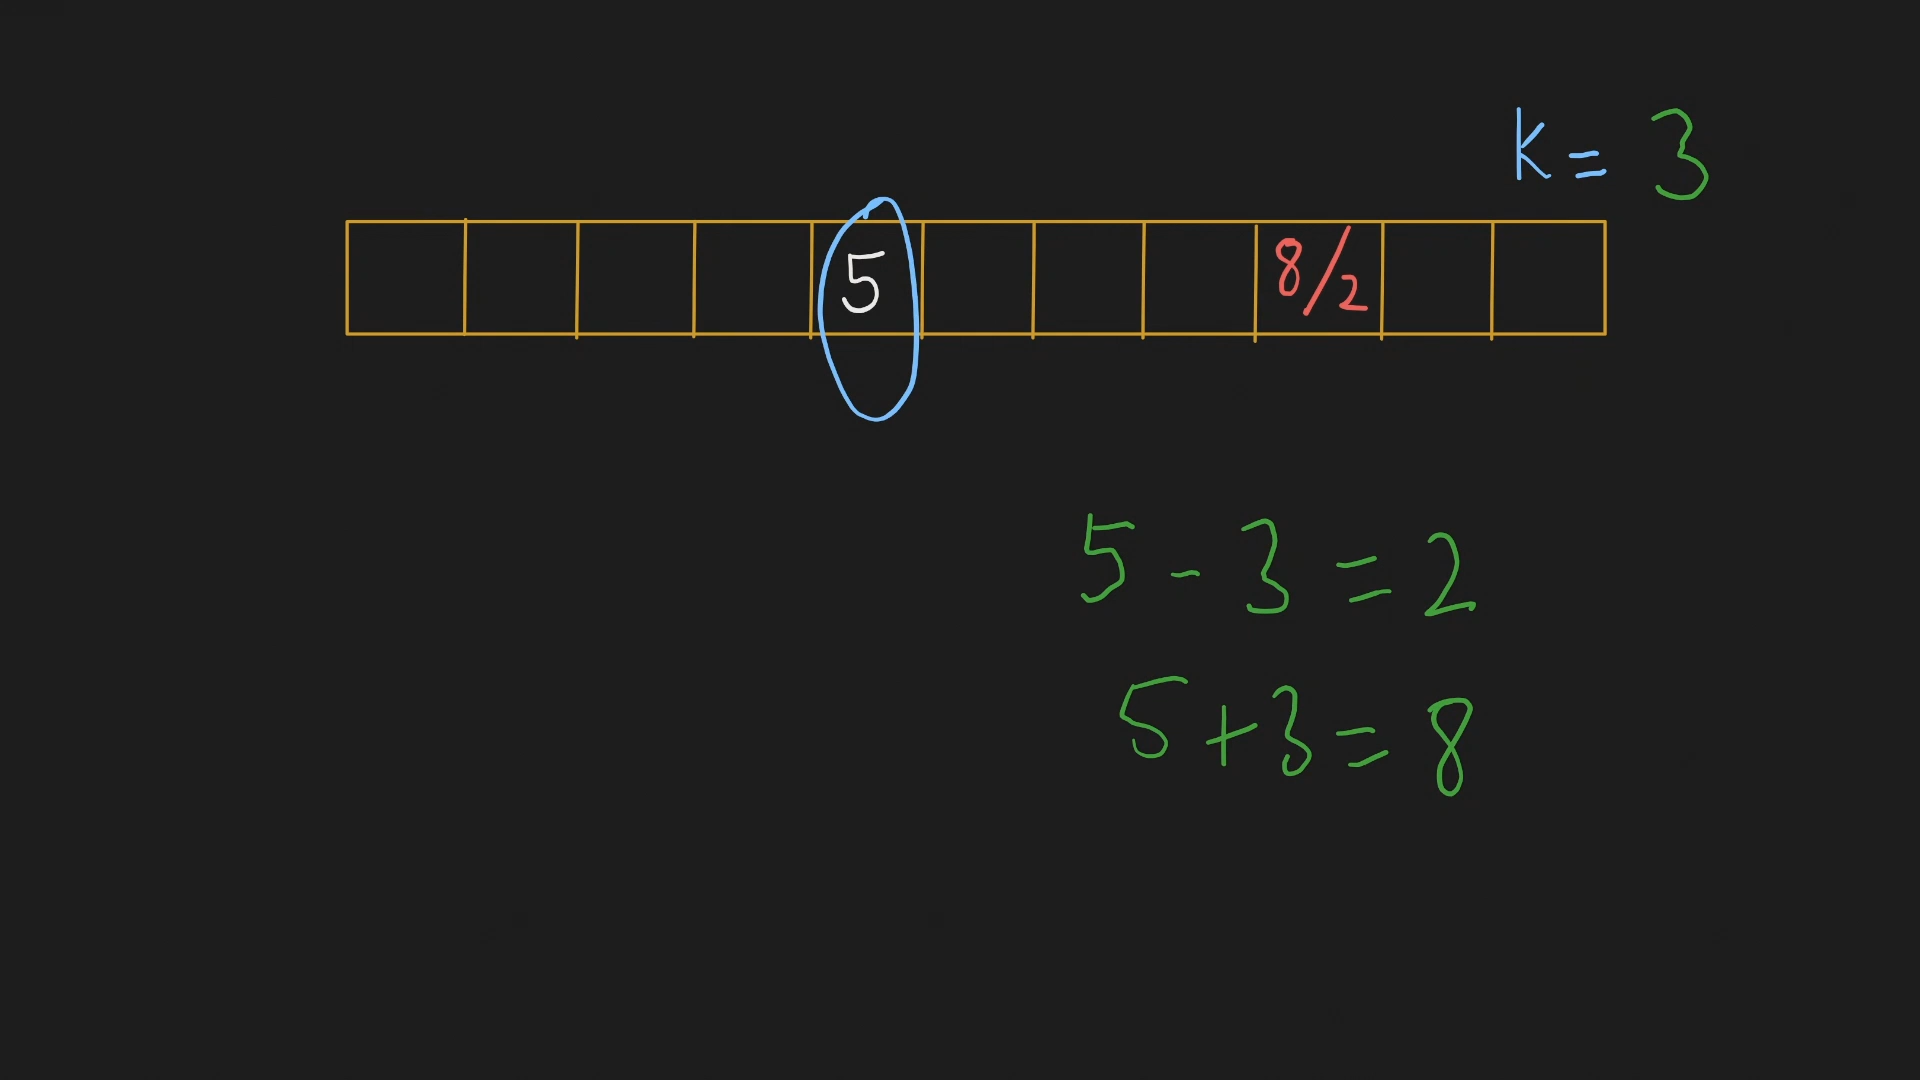 K = 3
5 8/2
5 - 3 = 2
5 + 3 = 8